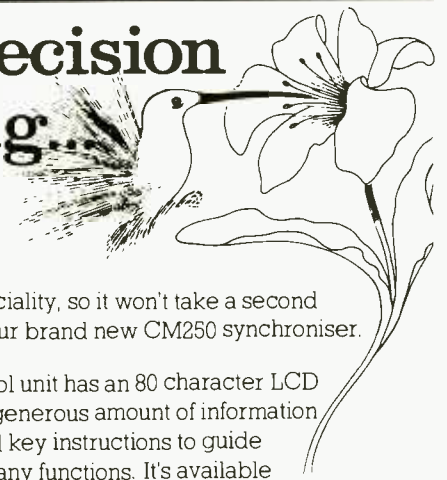 ecision
g...
ciality, so it won't take a second
ur brand new CM250 synchroniser.
ol unit has an 80 character LCD
generous amount of information
l key instructions to guide
any functions. It's available